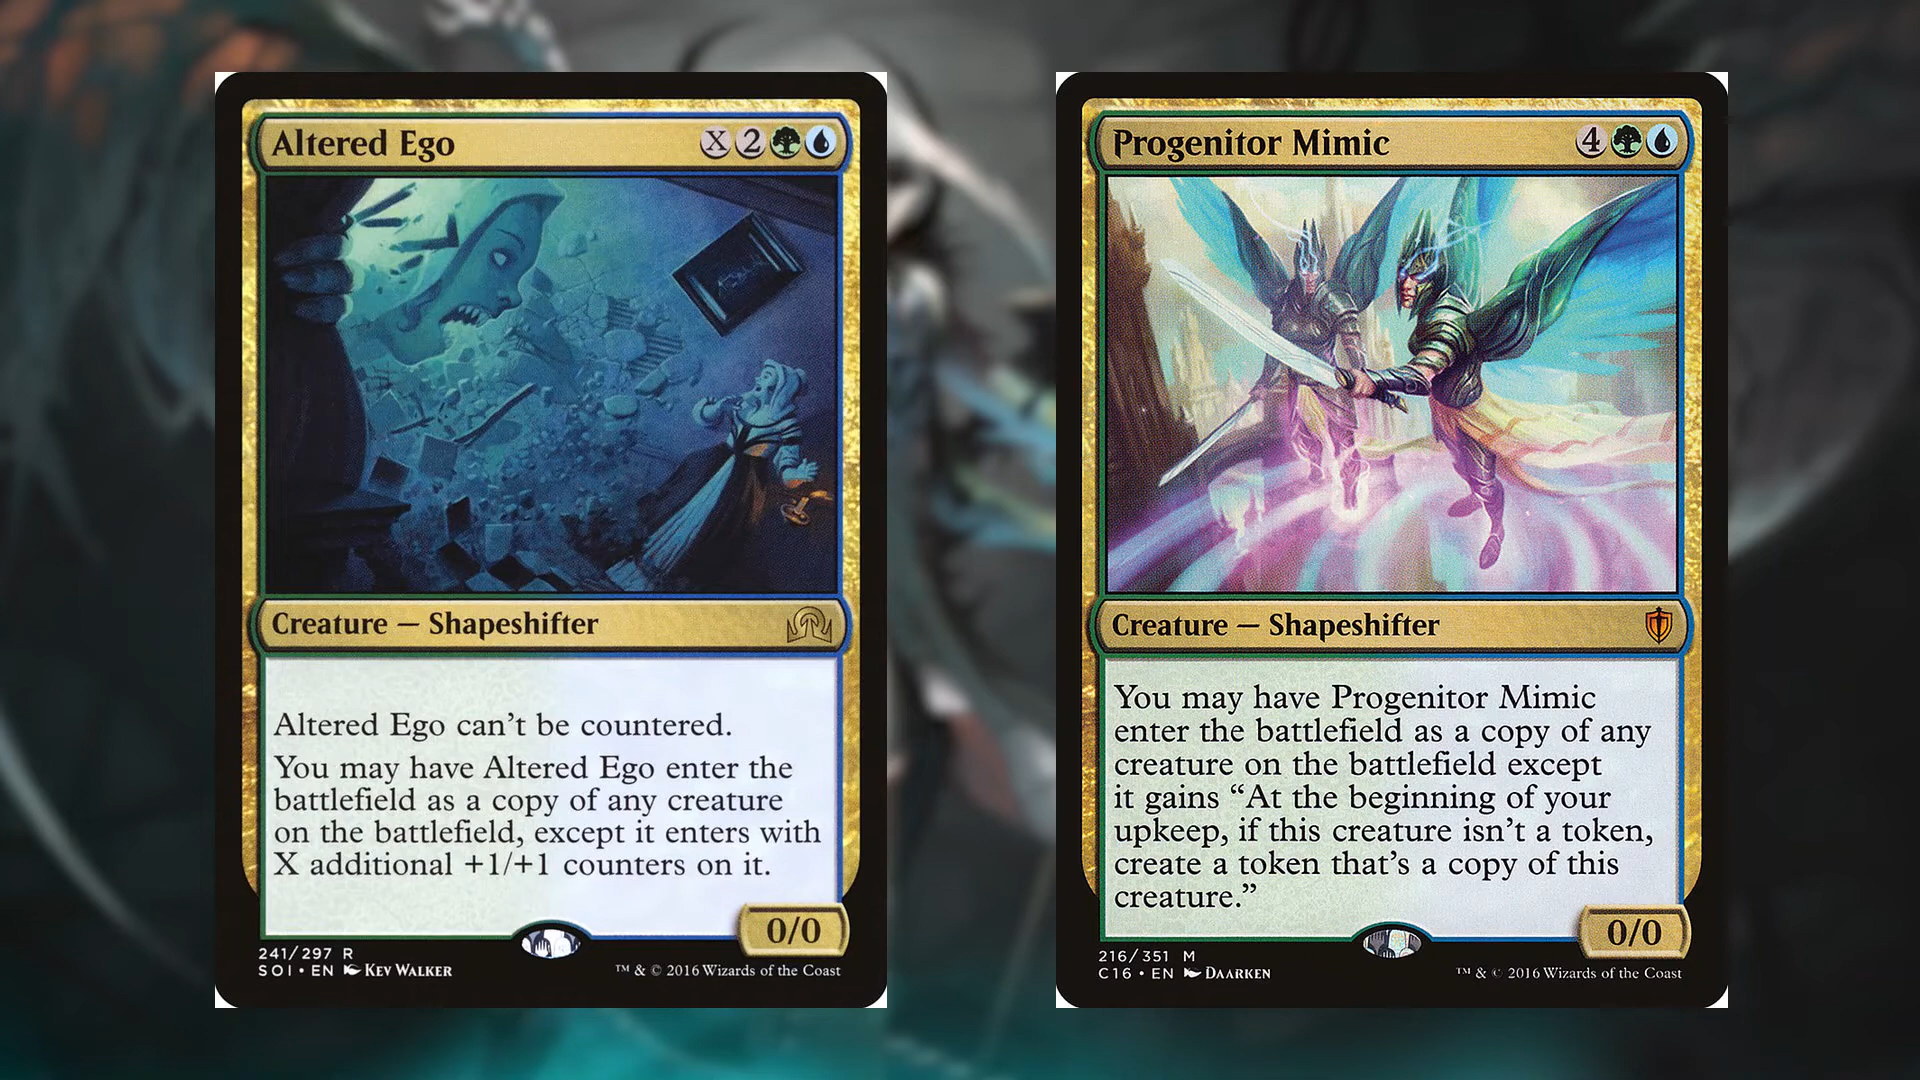 Altered Ego
X 2
Creature — Shapeshifter
Altered Ego can't be countered.
You may have Altered Ego enter the
battlefield as a copy of any creature
on the battlefield, except it enters with
X additional +1/+1 counters on it.
0/0
241/297 R
SOI • EN Kev Walker
™ & © 2016 Wizards of the Coast
Progenitor Mimic
4
Creature — Shapeshifter
You may have Progenitor Mimic
enter the battlefield as a copy of any
creature on the battlefield except
it gains “At the beginning of your
upkeep, if this creature isn’t a token,
create a token that’s a copy of this
creature.”
0/0
216/351 M
C16 • EN Daarken
™ & © 2016 Wizards of the Coast